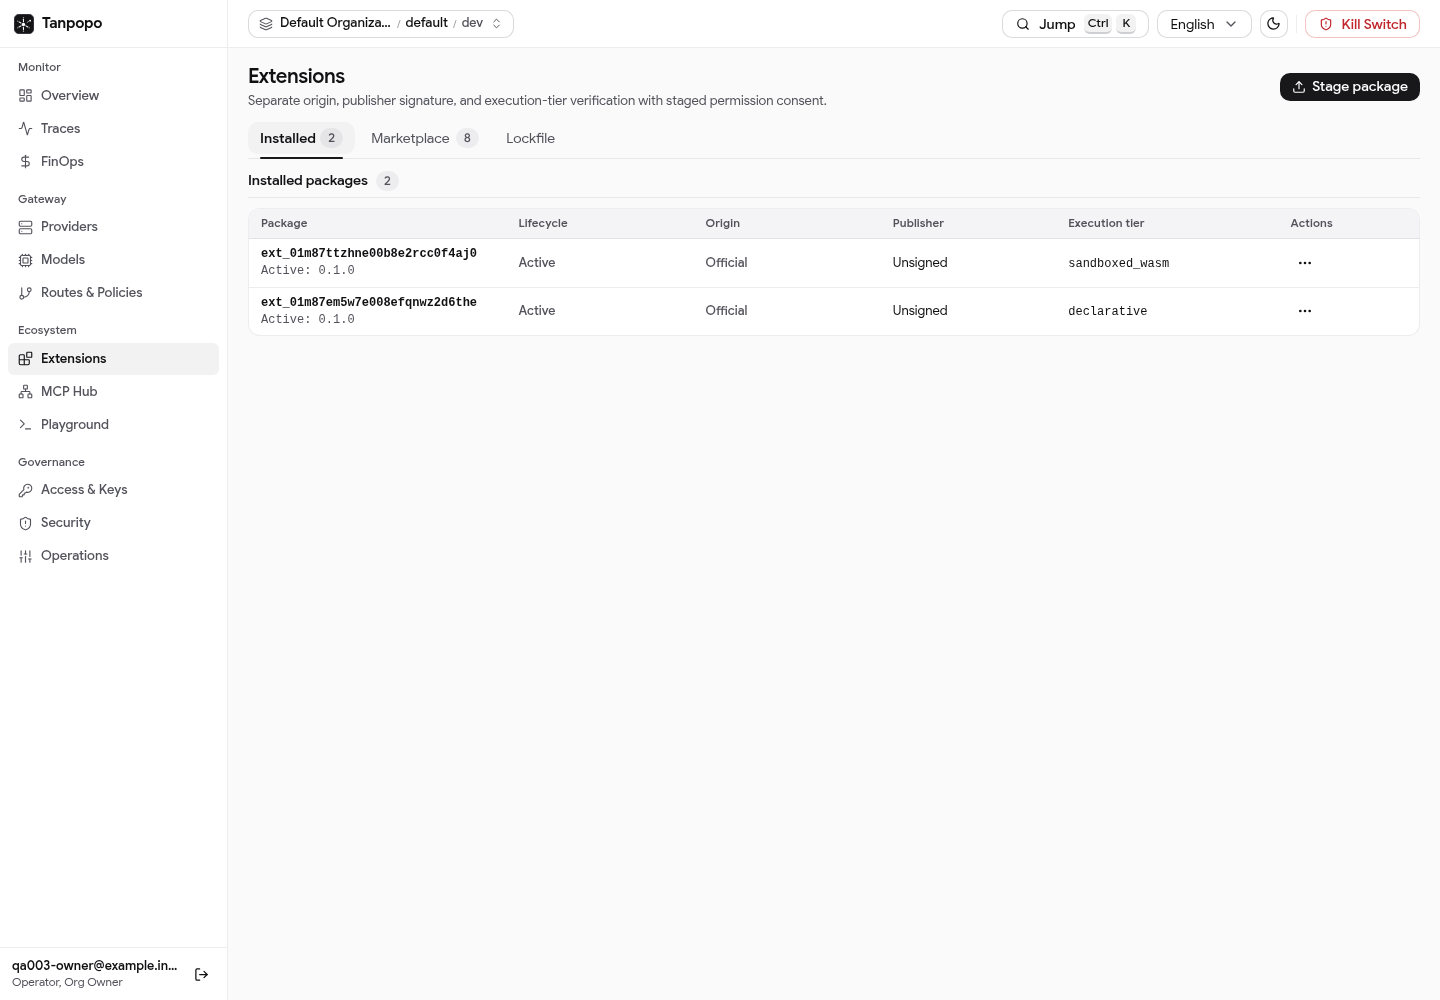 Tanpopo
Default Organiza... / default / dev
Jump Ctrl K
English
Kill Switch
Monitor
Overview
Traces
FinOps
Gateway
Providers
Models
Routes & Policies
Ecosystem
Extensions
MCP Hub
Playground
Governance
Access & Keys
Security
Operations
qa003-owner@example.in...
Operator, Org Owner
Extensions
Separate origin, publisher signature, and execution-tier verification with staged permission consent.
Stage package
Installed 2 Marketplace 8 Lockfile
Installed packages 2
Package Lifecycle Origin Publisher Execution tier Actions
ext_01m87ttzhne00b8e2rcc0f4aj0
Active: 0.1.0
Active Official Unsigned sandboxed_wasm
ext_01m87em5w7e008efqnwz2d6the
Active: 0.1.0
Active Official Unsigned declarative